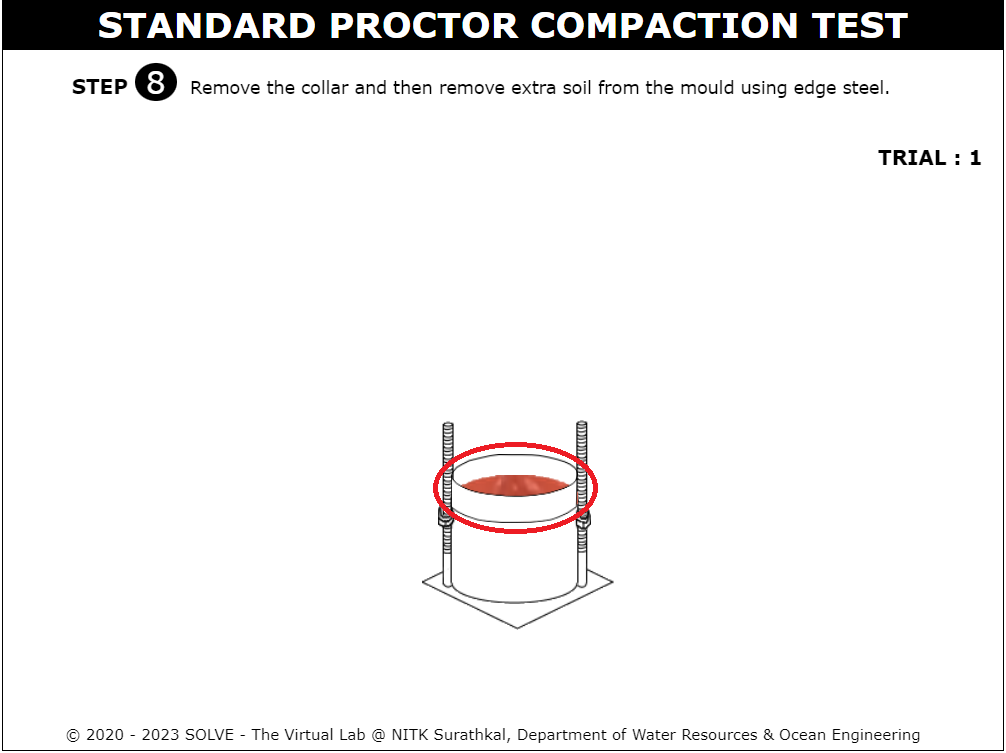 STANDARD PROCTOR COMPACTION TEST
STEP 8 Remove the collar and then remove extra soil from the mould using edge steel.
TRIAL : 1
© 2020 - 2023 SOLVE - The Virtual Lab @ NITK Surathkal, Department of Water Resources & Ocean Engineering